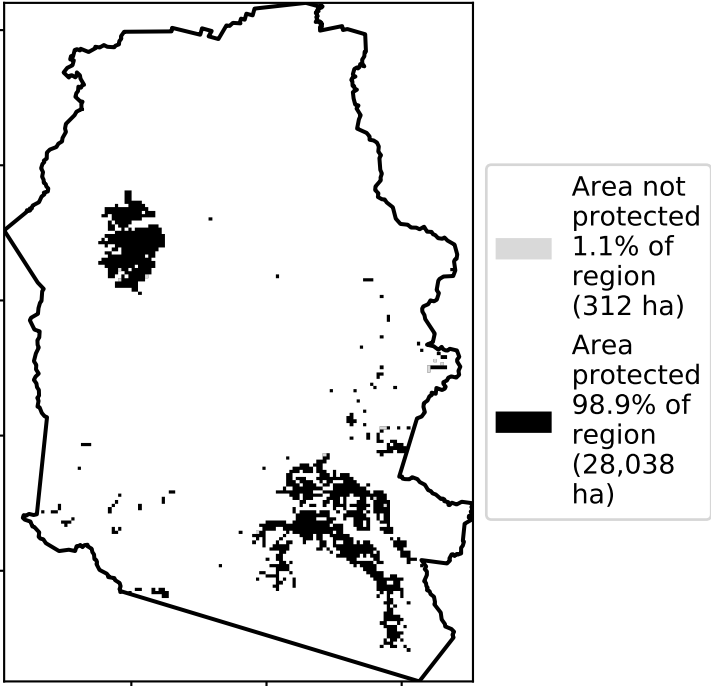 Area not
protected
1.1% of
region
(312 ha)
Area
protected
98.9% of
region
(28,038
ha)